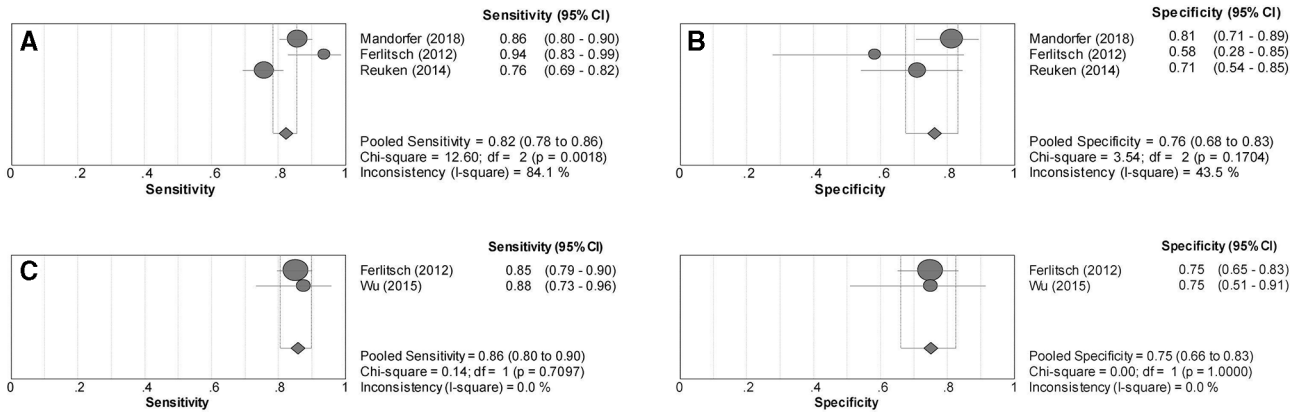 A
Sensitivity (95% CI)
Mandorfer (2018) 0.86 (0.80 - 0.90)
Ferlitsch (2012) 0.94 (0.83 - 0.99)
Reuken (2014) 0.76 (0.69 - 0.82)
Pooled Sensitivity = 0.82 (0.78 to 0.86)
Chi-square = 12.60; df = 2 (p = 0.0018)
Inconsistency (I-square) = 84.1 %
0 .2 .4 .6 .8 1
Sensitivity
B
Specificity (95% CI)
Mandorfer (2018) 0.81 (0.71 - 0.89)
Ferlitsch (2012) 0.58 (0.28 - 0.85)
Reuken (2014) 0.71 (0.54 - 0.85)
Pooled Specificity = 0.76 (0.68 to 0.83)
Chi-square = 3.54; df = 2 (p = 0.1704)
Inconsistency (I-square) = 43.5 %
0 .2 .4 .6 .8 1
Specificity
C
Sensitivity (95% CI)
Ferlitsch (2012) 0.85 (0.79 - 0.90)
Wu (2015) 0.88 (0.73 - 0.96)
Pooled Sensitivity = 0.86 (0.80 to 0.90)
Chi-square = 0.14; df = 1 (p = 0.7097)
Inconsistency (I-square) = 0.0 %
0 .2 .4 .6 .8 1
Sensitivity
Specificity (95% CI)
Ferlitsch (2012) 0.75 (0.65 - 0.83)
Wu (2015) 0.75 (0.51 - 0.91)
Pooled Specificity = 0.75 (0.66 to 0.83)
Chi-square = 0.00; df = 1 (p = 1.0000)
Inconsistency (I-square) = 0.0 %
0 .2 .4 .6 .8 1
Specificity